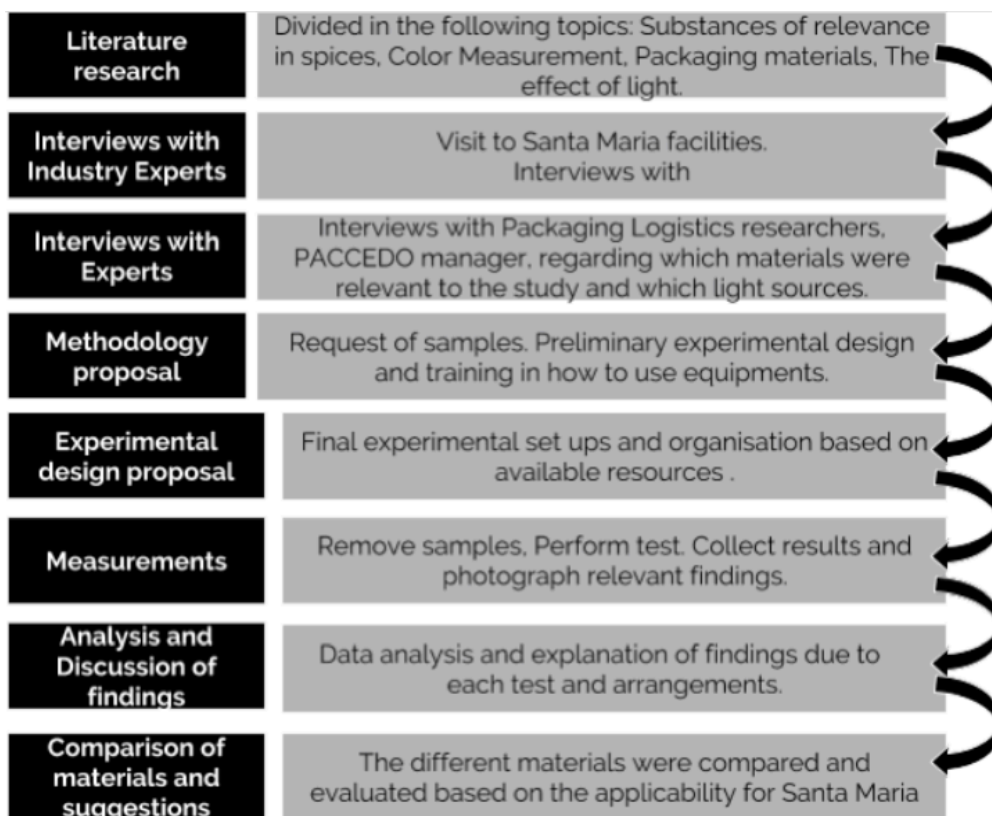 Literature
research
Divided in the following topics: Substances of relevance
in spices, Color Measurement, Packaging materials, The
effect of light.
Interviews with
Industry Experts
Visit to Santa Maria facilities.
Interviews with
Interviews with
Experts
Interviews with Packaging Logistics researchers,
PACCEDO manager, regarding which materials were
relevant to the study and which light sources.
Methodology
proposal
Request of samples. Preliminary experimental design
and training in how to use equipments.
Experimental
design proposal
Final experimental set ups and organisation based on
available resources .
Measurements
Remove samples, Perform test. Collect results and
photograph relevant findings.
Analysis and
Discussion of
findings
Data analysis and explanation of findings due to
each test and arrangements.
Comparison of
materials and
suggestions
The different materials were compared and
evaluated based on the applicability for Santa Maria